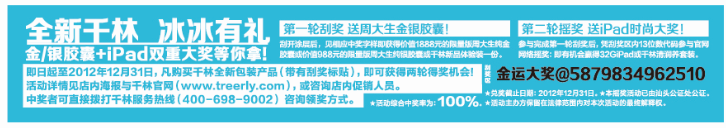 全新千林 冰冰有礼
金/银胶囊+iPad双重大奖等你拿!
即日起至2012年12月31日,凡购买千林全新包装产品(带有刮奖标贴),即可获得两轮得奖机会!
活动详情见店内海报与千林官网(www.treerly.com),或咨询店内促销人员。
中奖者可直接拨打千林服务热线(400-698-9002)咨询领奖方式。
★活动综合中奖率为:100%.
第一轮刮奖 送周大生金银胶囊!
刮开涂层后,见相应中奖字样即获得价值1888元的限量版周大生纯金
胶囊或价值988元的限量版周大生纯银胶囊或千林新品体验装一份。
第二轮摇奖 送iPad时尚大奖!
参与完成第一轮刮奖后,凭刮奖区内13位数代码参与官方
网络摇奖:即有机会赢得32GiPad或千林滑润养套装。
金运大奖@5879834962510
★兑奖截止日期:2012年12月31日。★本摇奖活动已由汕头公证处公证。
★活动主办方保留在法律范围内对本次活动的最终解释权。